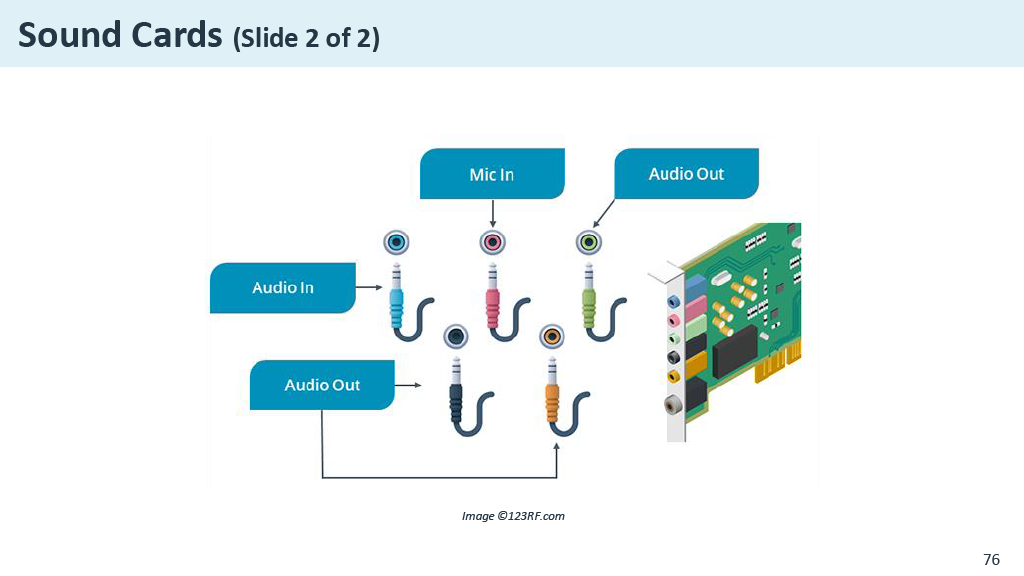 Sound Cards (Slide 2 of 2)
Mic In
Audio Out
Audio In
Audio Out
Image ©123RF.com
76